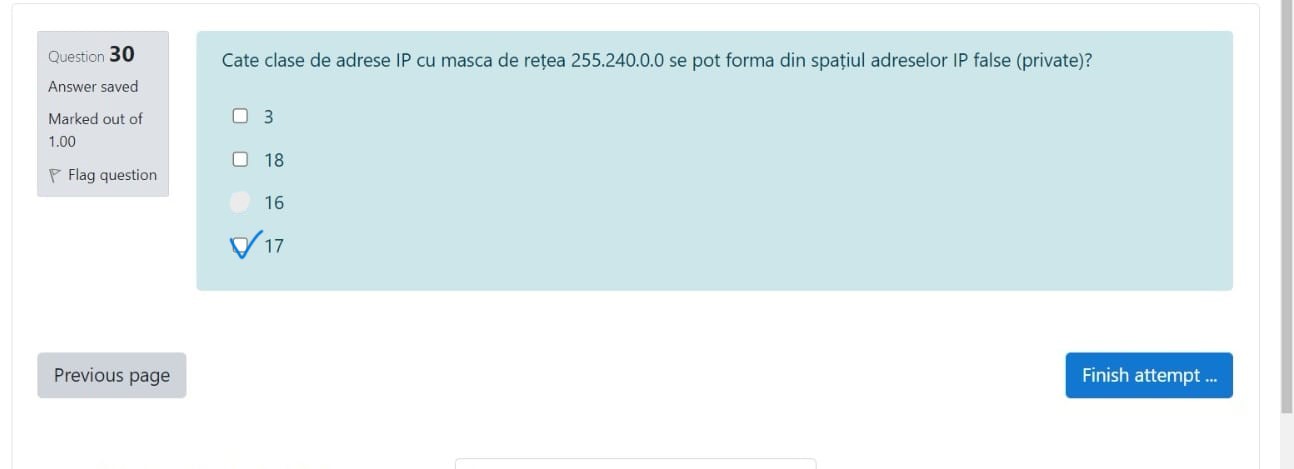 Question 30
Answer saved
Marked out of
1.00
Flag question
Cate clase de adrese IP cu masca de rețea 255.240.0.0 se pot forma din spațiul adreselor IP false (private)?
3
18
16
17
Previous page
Finish attempt ...